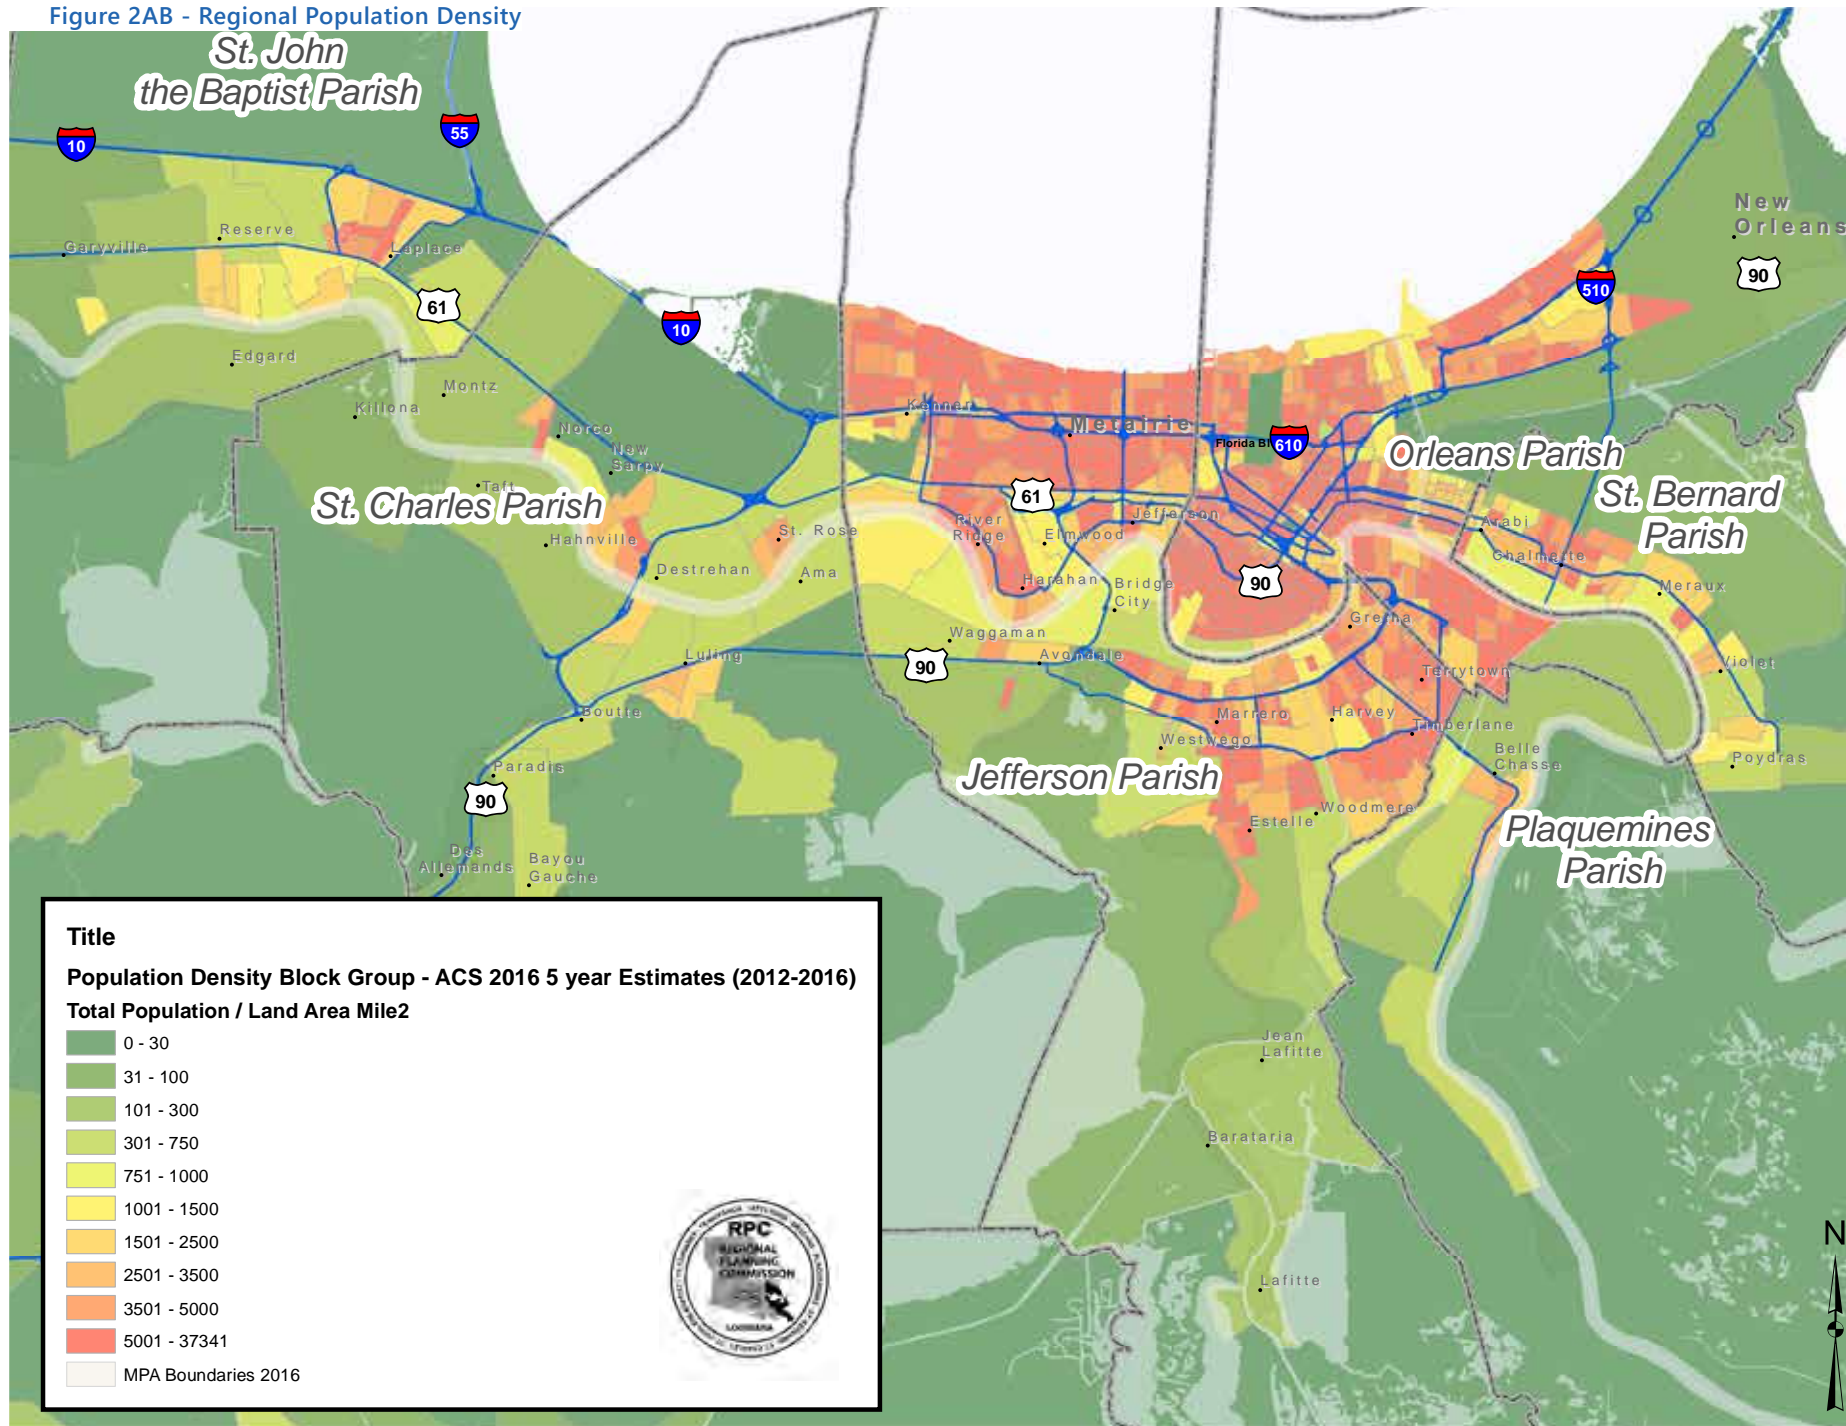 Figure 2AB - Regional Population Density
St. John
the Baptist Parish
10
55
New
Orleans
90
510
Reserve
Garyville
Laplace
61
10
Edgard
Montz
Killona
Norco
New
Sarpy
Taft
St. Charles Parish
Hahnville
St. Rose
Destrehan
Ama
Kenner
Metairie
Florida Bl
610
Orleans Parish
St. Bernard
Parish
61
River
Ridge
Elmwood
Jefferson
Arabi
Chalmette
Meraux
Harahan
Bridge
City
90
Gretna
Waggaman
Avondale
90
Luling
Terrytown
Violet
Boutte
Marrero
Harvey
Timberlane
Westwego
Belle
Chasse
Poydras
Paradis
90
Jefferson Parish
Woodmere
Estelle
Plaquemines
Parish
Des
Allemands
Bayou
Gauche
Jean
Lafitte
Barataria
Lafitte
N
Title
Population Density Block Group - ACS 2016 5 year Estimates (2012-2016)
Total Population / Land Area Mile2
0 - 30
31 - 100
101 - 300
301 - 750
751 - 1000
1001 - 1500
1501 - 2500
2501 - 3500
3501 - 5000
5001 - 37341
MPA Boundaries 2016
RPC
REGIONAL
PLANNING
COMMISSION
LOUISIANA